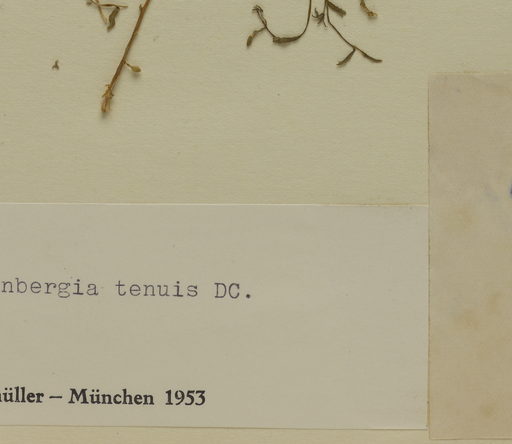 nbergia tenuis DC.
üller – München 1953